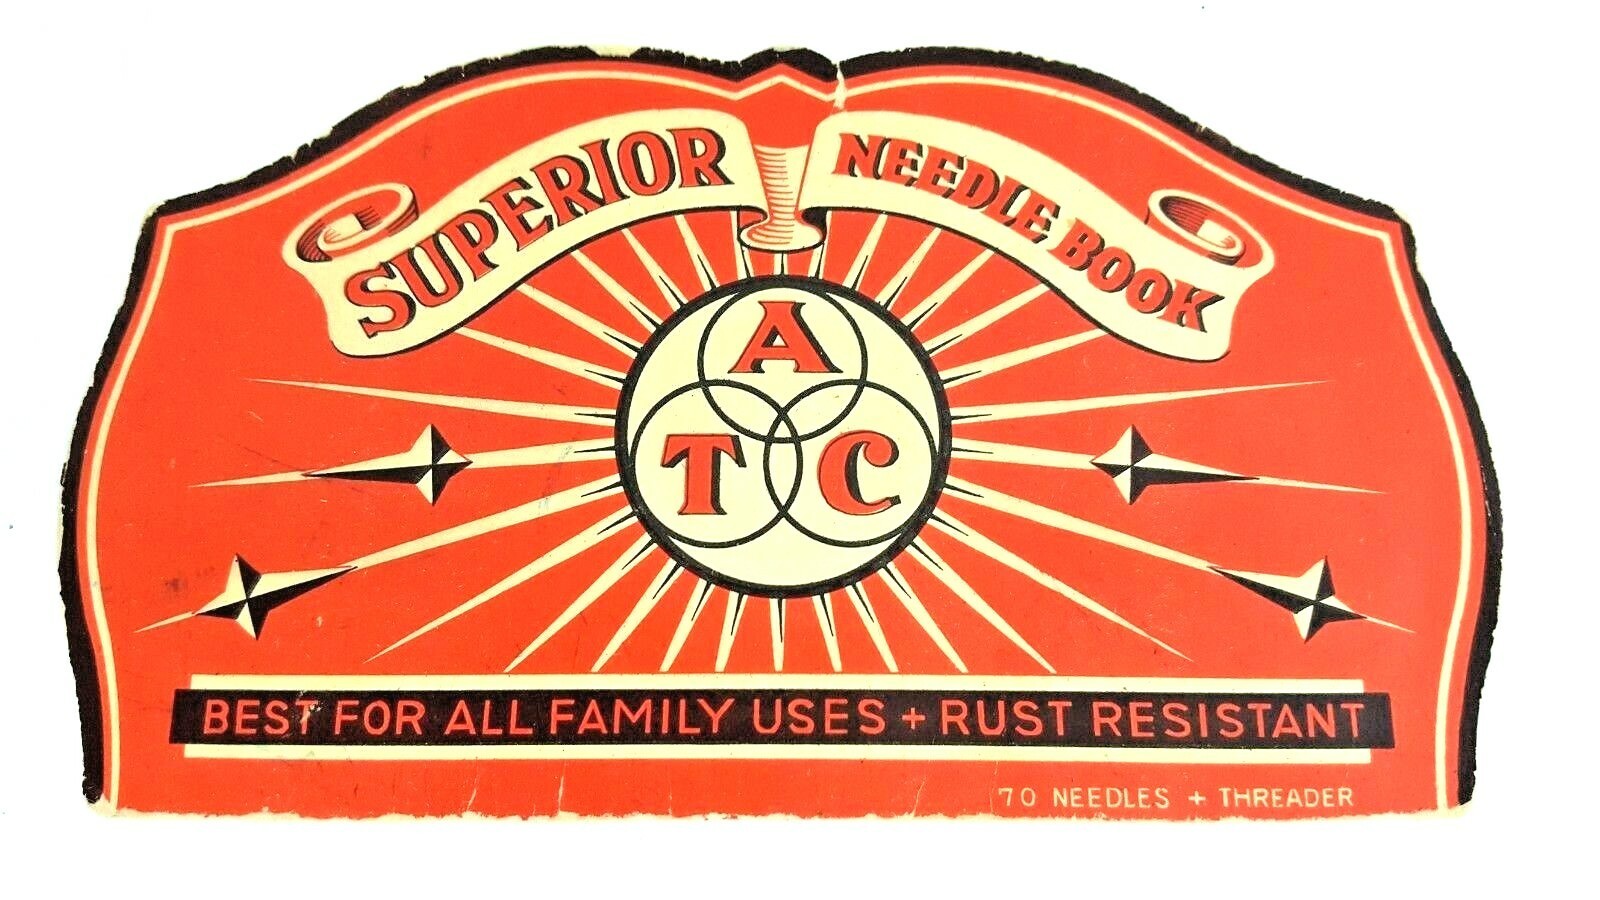 SUPERIOR NEEDLE BOOK
A
T C
BEST FOR ALL FAMILY USES + RUST RESISTANT
70 NEEDLES + THREADER